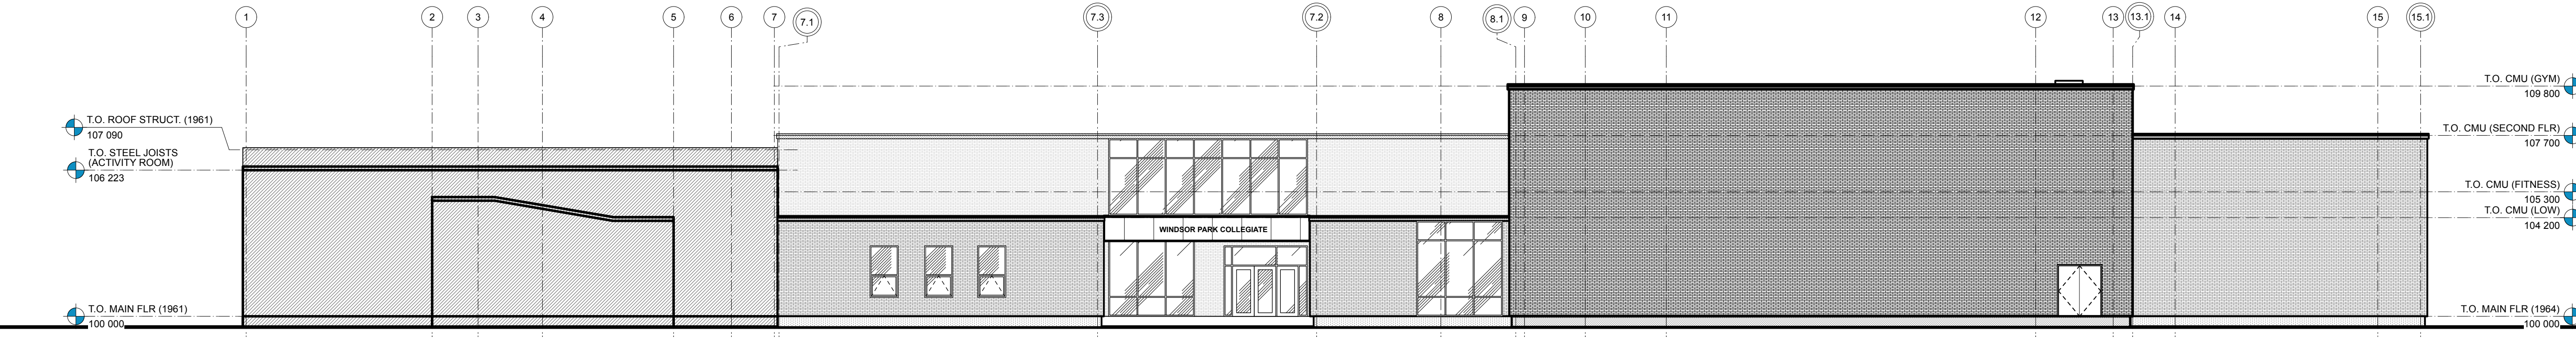 1
2
3
4
5
6
7
7.1
7.3
7.2
8
8.1
9
10
11
12
13
13.1
14
15
15.1
T.O. CMU (GYM)
109 800
T.O. ROOF STRUCT. (1961)
107 090
T.O. CMU (SECOND FLR)
107 700
T.O. STEEL JOISTS
(ACTIVITY ROOM)
106 223
T.O. CMU (FITNESS)
105 300
T.O. CMU (LOW)
104 200
WINDSOR PARK COLLEGIATE
T.O. MAIN FLR (1961)
100 000
T.O. MAIN FLR (1964)
100 000